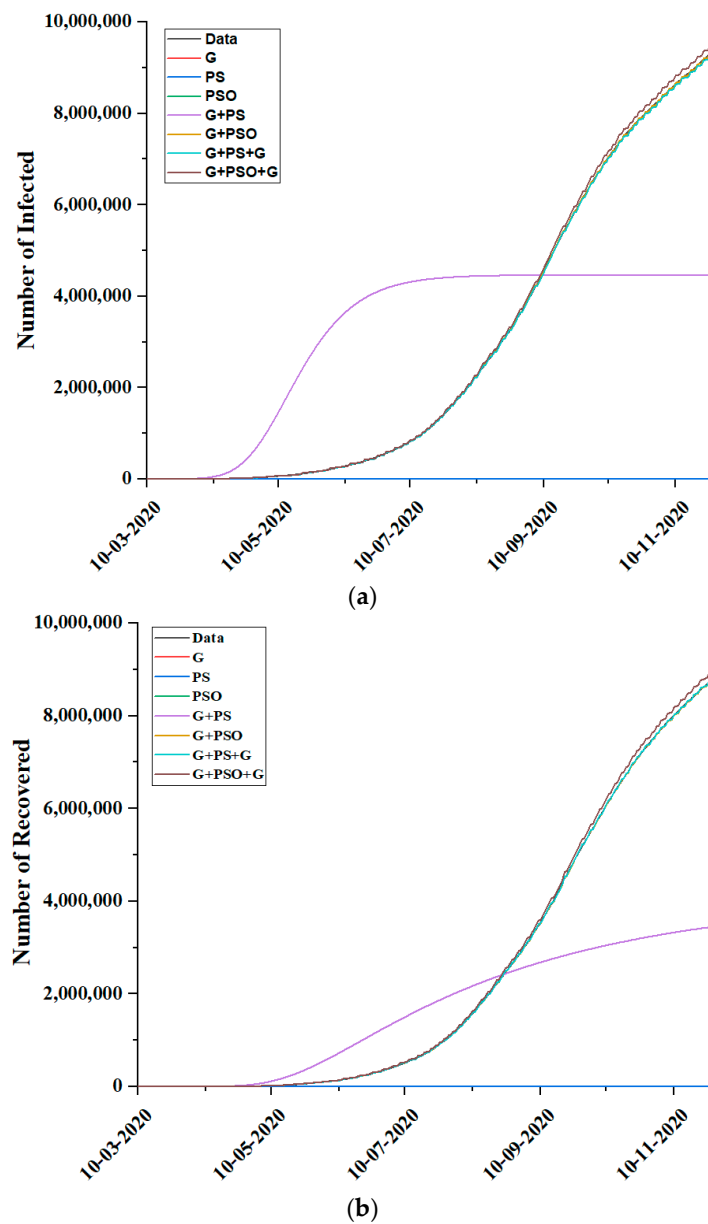 10,000,000
8,000,000
6,000,000
4,000,000
2,000,000
0
Number of Infected
Data
G
PS
PSO
G+PS
G+PSO
G+PS+G
G+PSO+G
10-03-2020
10-05-2020
10-07-2020
10-09-2020
10-11-2020
(a)
10,000,000
8,000,000
6,000,000
4,000,000
2,000,000
0
Number of Recovered
Data
G
PS
PSO
G+PS
G+PSO
G+PS+G
G+PSO+G
10-03-2020
10-05-2020
10-07-2020
10-09-2020
10-11-2020
(b)